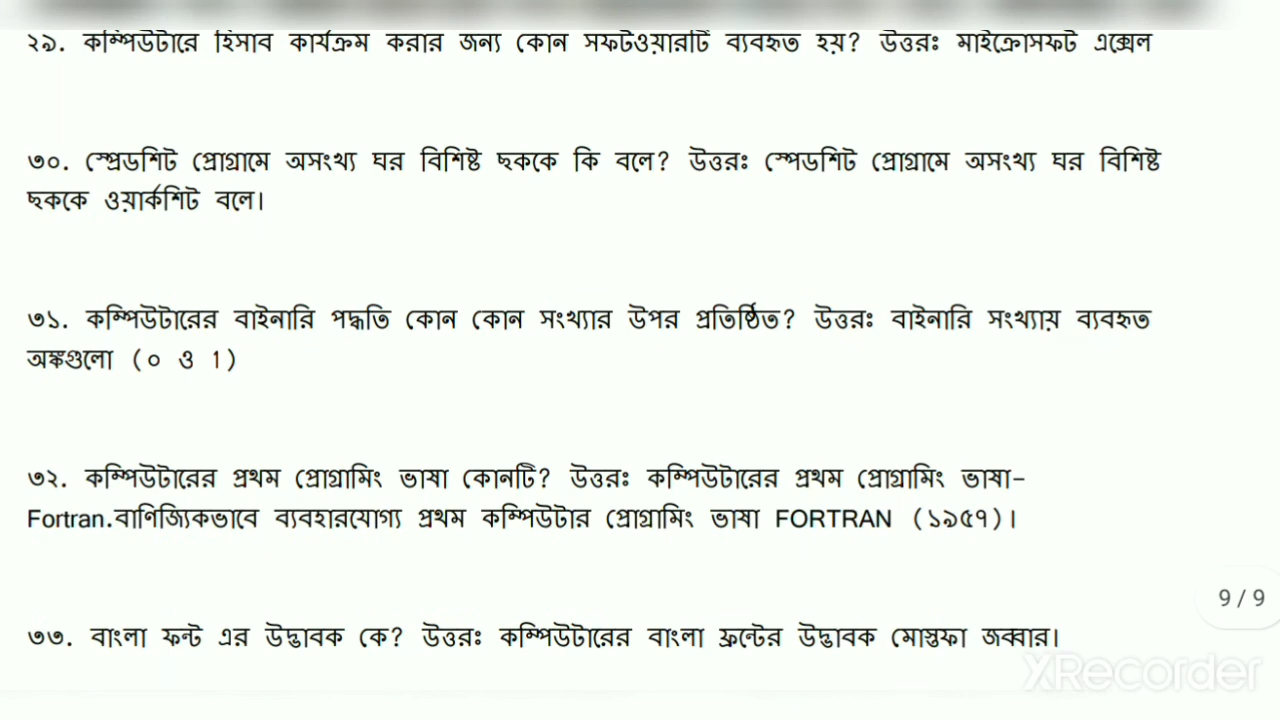 ২৯. কম্পিউটারে হিসাব কার্যক্রম করার জন্য কোন সফটওয়ারটি ব্যবহৃত হয়? উত্তরঃ মাইক্রোসফট এক্সেল
৩০. স্প্রেডশিট প্রোগ্রামে অসংখ্য ঘর বিশিষ্ট ছককে কি বলে? উত্তরঃ স্পেডশিট প্রোগ্রামে অসংখ্য ঘর বিশিষ্ট
ছককে ওয়ার্কশিট বলে।
৩১. কম্পিউটারের বাইনারি পদ্ধতি কোন কোন সংখ্যার উপর প্রতিষ্ঠিত? উত্তরঃ বাইনারি সংখ্যায় ব্যবহৃত
অঙ্কগুলো (০ ও 1)
৩২. কম্পিউটারের প্রথম প্রোগ্রামিং ভাষা কোনটি? উত্তরঃ কম্পিউটারের প্রথম প্রোগ্রামিং ভাষা-
Fortran.বাণিজ্যিকভাবে ব্যবহারযোগ্য প্রথম কম্পিউটার প্রোগ্রামিং ভাষা FORTRAN (১৯৫৭)।
9/9
৩৩. বাংলা ফন্ট এর উদ্ভাবক কে? উত্তরঃ কম্পিউটারের বাংলা ফ্রন্টের উদ্ভাবক মোস্তফা জব্বার।
XRecorder